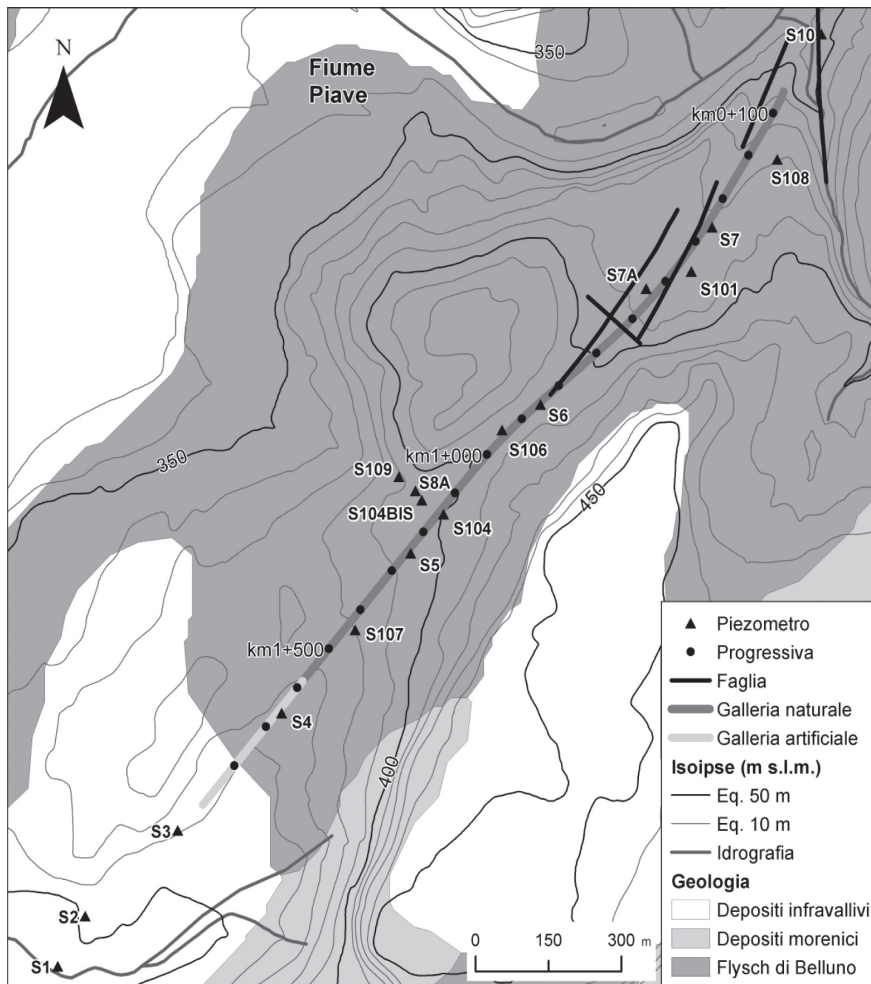 N
Fiume
Piave
350
S10
km0+100
S108
S7
S7A
S101
S6
S106
km1+000
S109
S8A
S104BIS
S104
S5
350
450
S107
km1+500
S4
400
S3
S2
S1
0 150 300 m
Piezometro
Progressiva
Faglia
Galleria naturale
Galleria artificiale
Isoipse (m s.l.m.)
Eq. 50 m
Eq. 10 m
Idrografia
Geologia
Depositi infravallivi
Depositi morenici
Flysch di Belluno